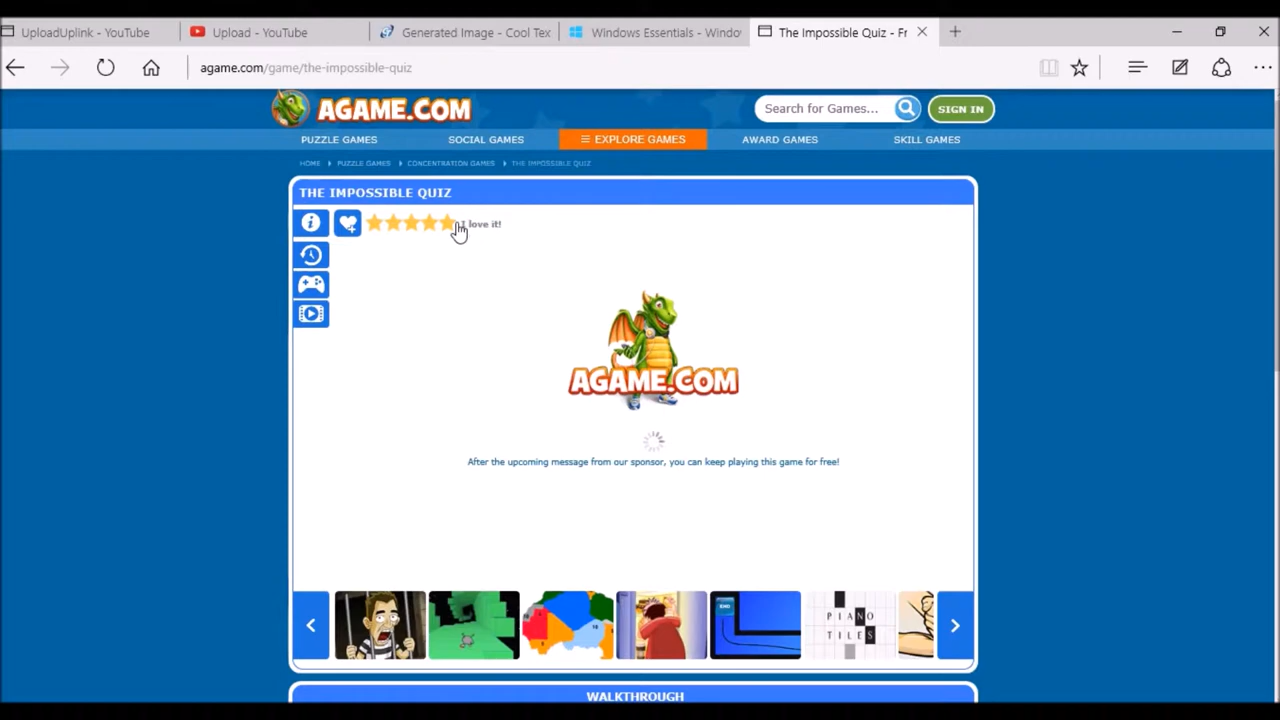 UploadUplink - YouTube
Upload - YouTube
Generated Image - Cool Tex
Windows Essentials - Windo
The Impossible Quiz - Fr
agame.com/game/the-impossible-quiz
AGAME.COM
Search for Games...
SIGN IN
PUZZLE GAMES
SOCIAL GAMES
EXPLORE GAMES
AWARD GAMES
SKILL GAMES
HOME
PUZZLE GAMES
CONCENTRATION GAMES
THE IMPOSSIBLE QUIZ
THE IMPOSSIBLE QUIZ
I love it!
AGAME.COM
After the upcoming message from our sponsor, you can keep playing this game for free!
PIANO
TILES
WALKTHROUGH